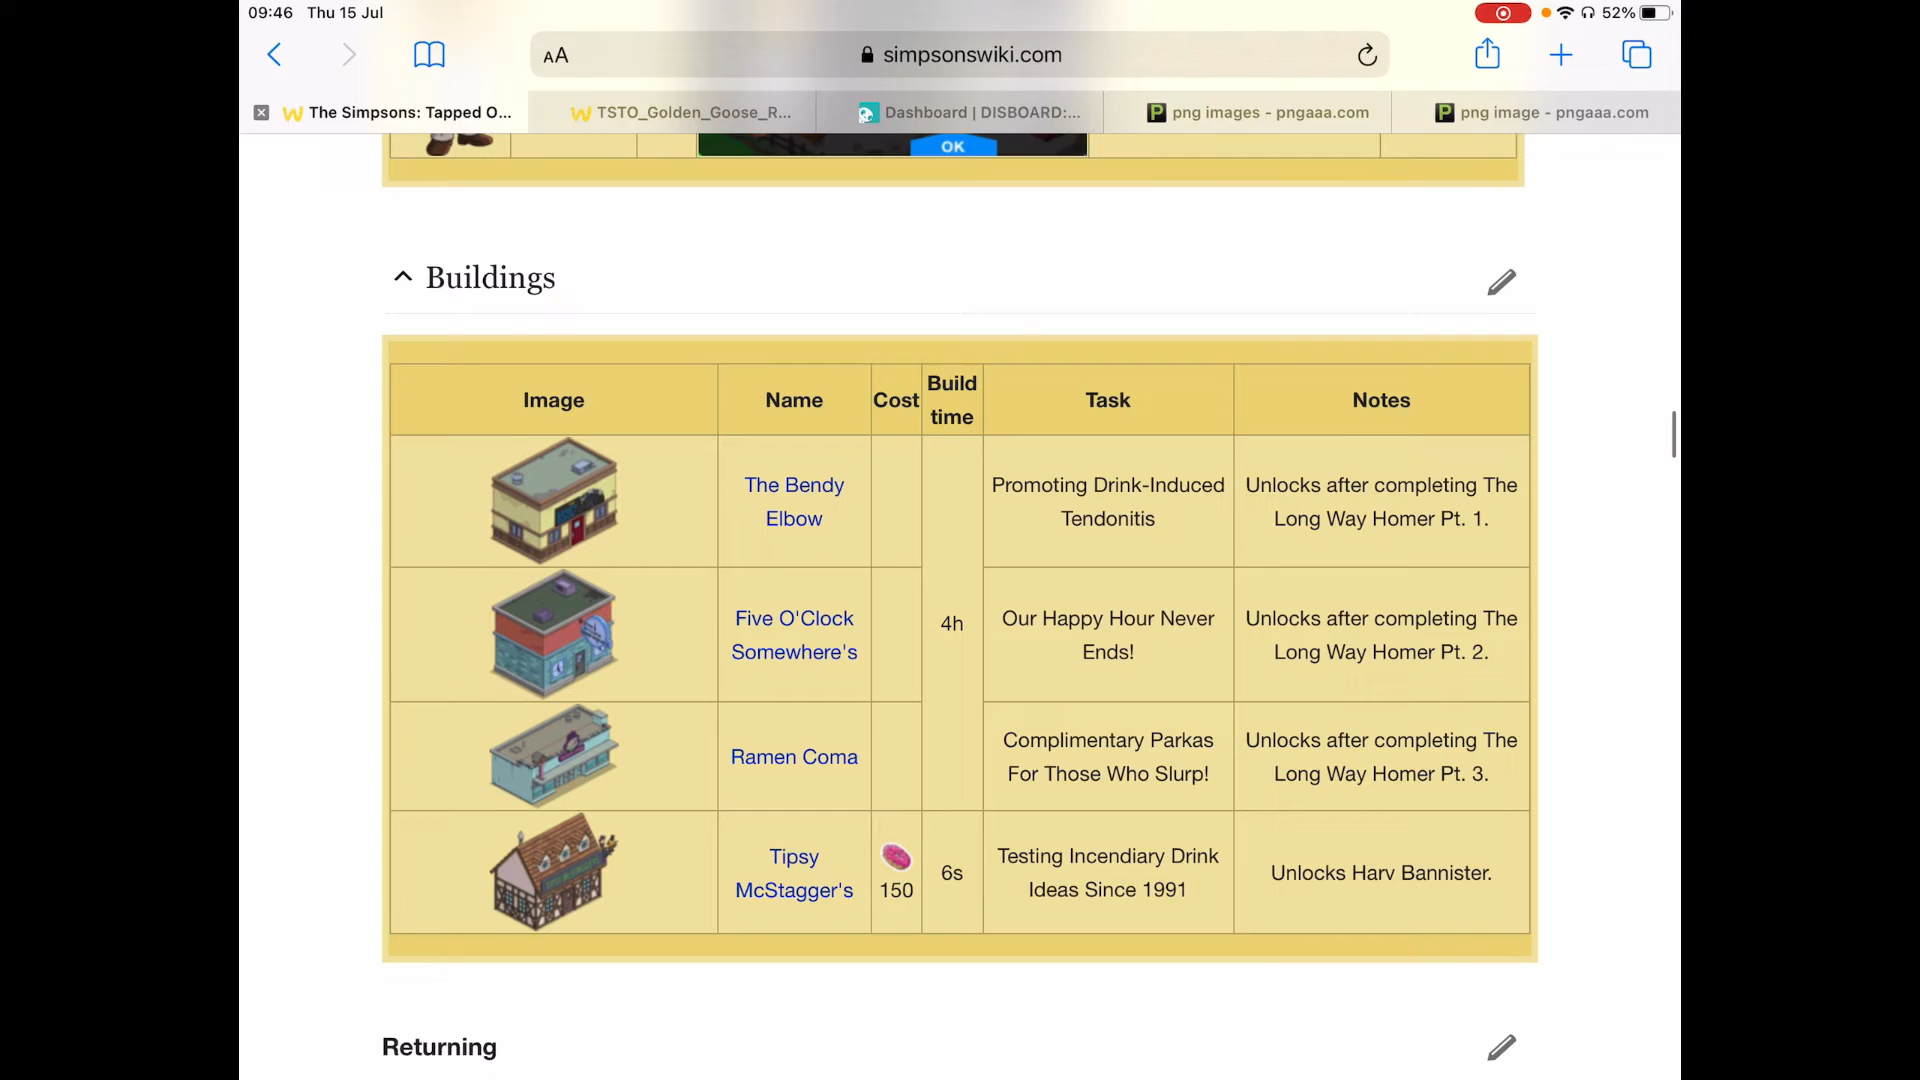 09:46 Thu 15 Jul
52%
AA
simpsonswiki.com
The Simpsons: Tapped O...
TSTO_Golden_Goose_R...
Dashboard | DISBOARD:...
png images - pngaaa.com
png image - pngaaa.com
OK
Buildings
Image
Name
Cost
Build
time
Task
Notes
The Bendy
Elbow
4h
Promoting Drink-Induced
Tendonitis
Unlocks after completing The
Long Way Homer Pt. 1.
Five O'Clock
Somewhere's
Our Happy Hour Never
Ends!
Unlocks after completing The
Long Way Homer Pt. 2.
Ramen Coma
Complimentary Parkas
For Those Who Slurp!
Unlocks after completing The
Long Way Homer Pt. 3.
Tipsy
McStagger's
150
6s
Testing Incendiary Drink
Ideas Since 1991
Unlocks Harv Bannister.
Returning